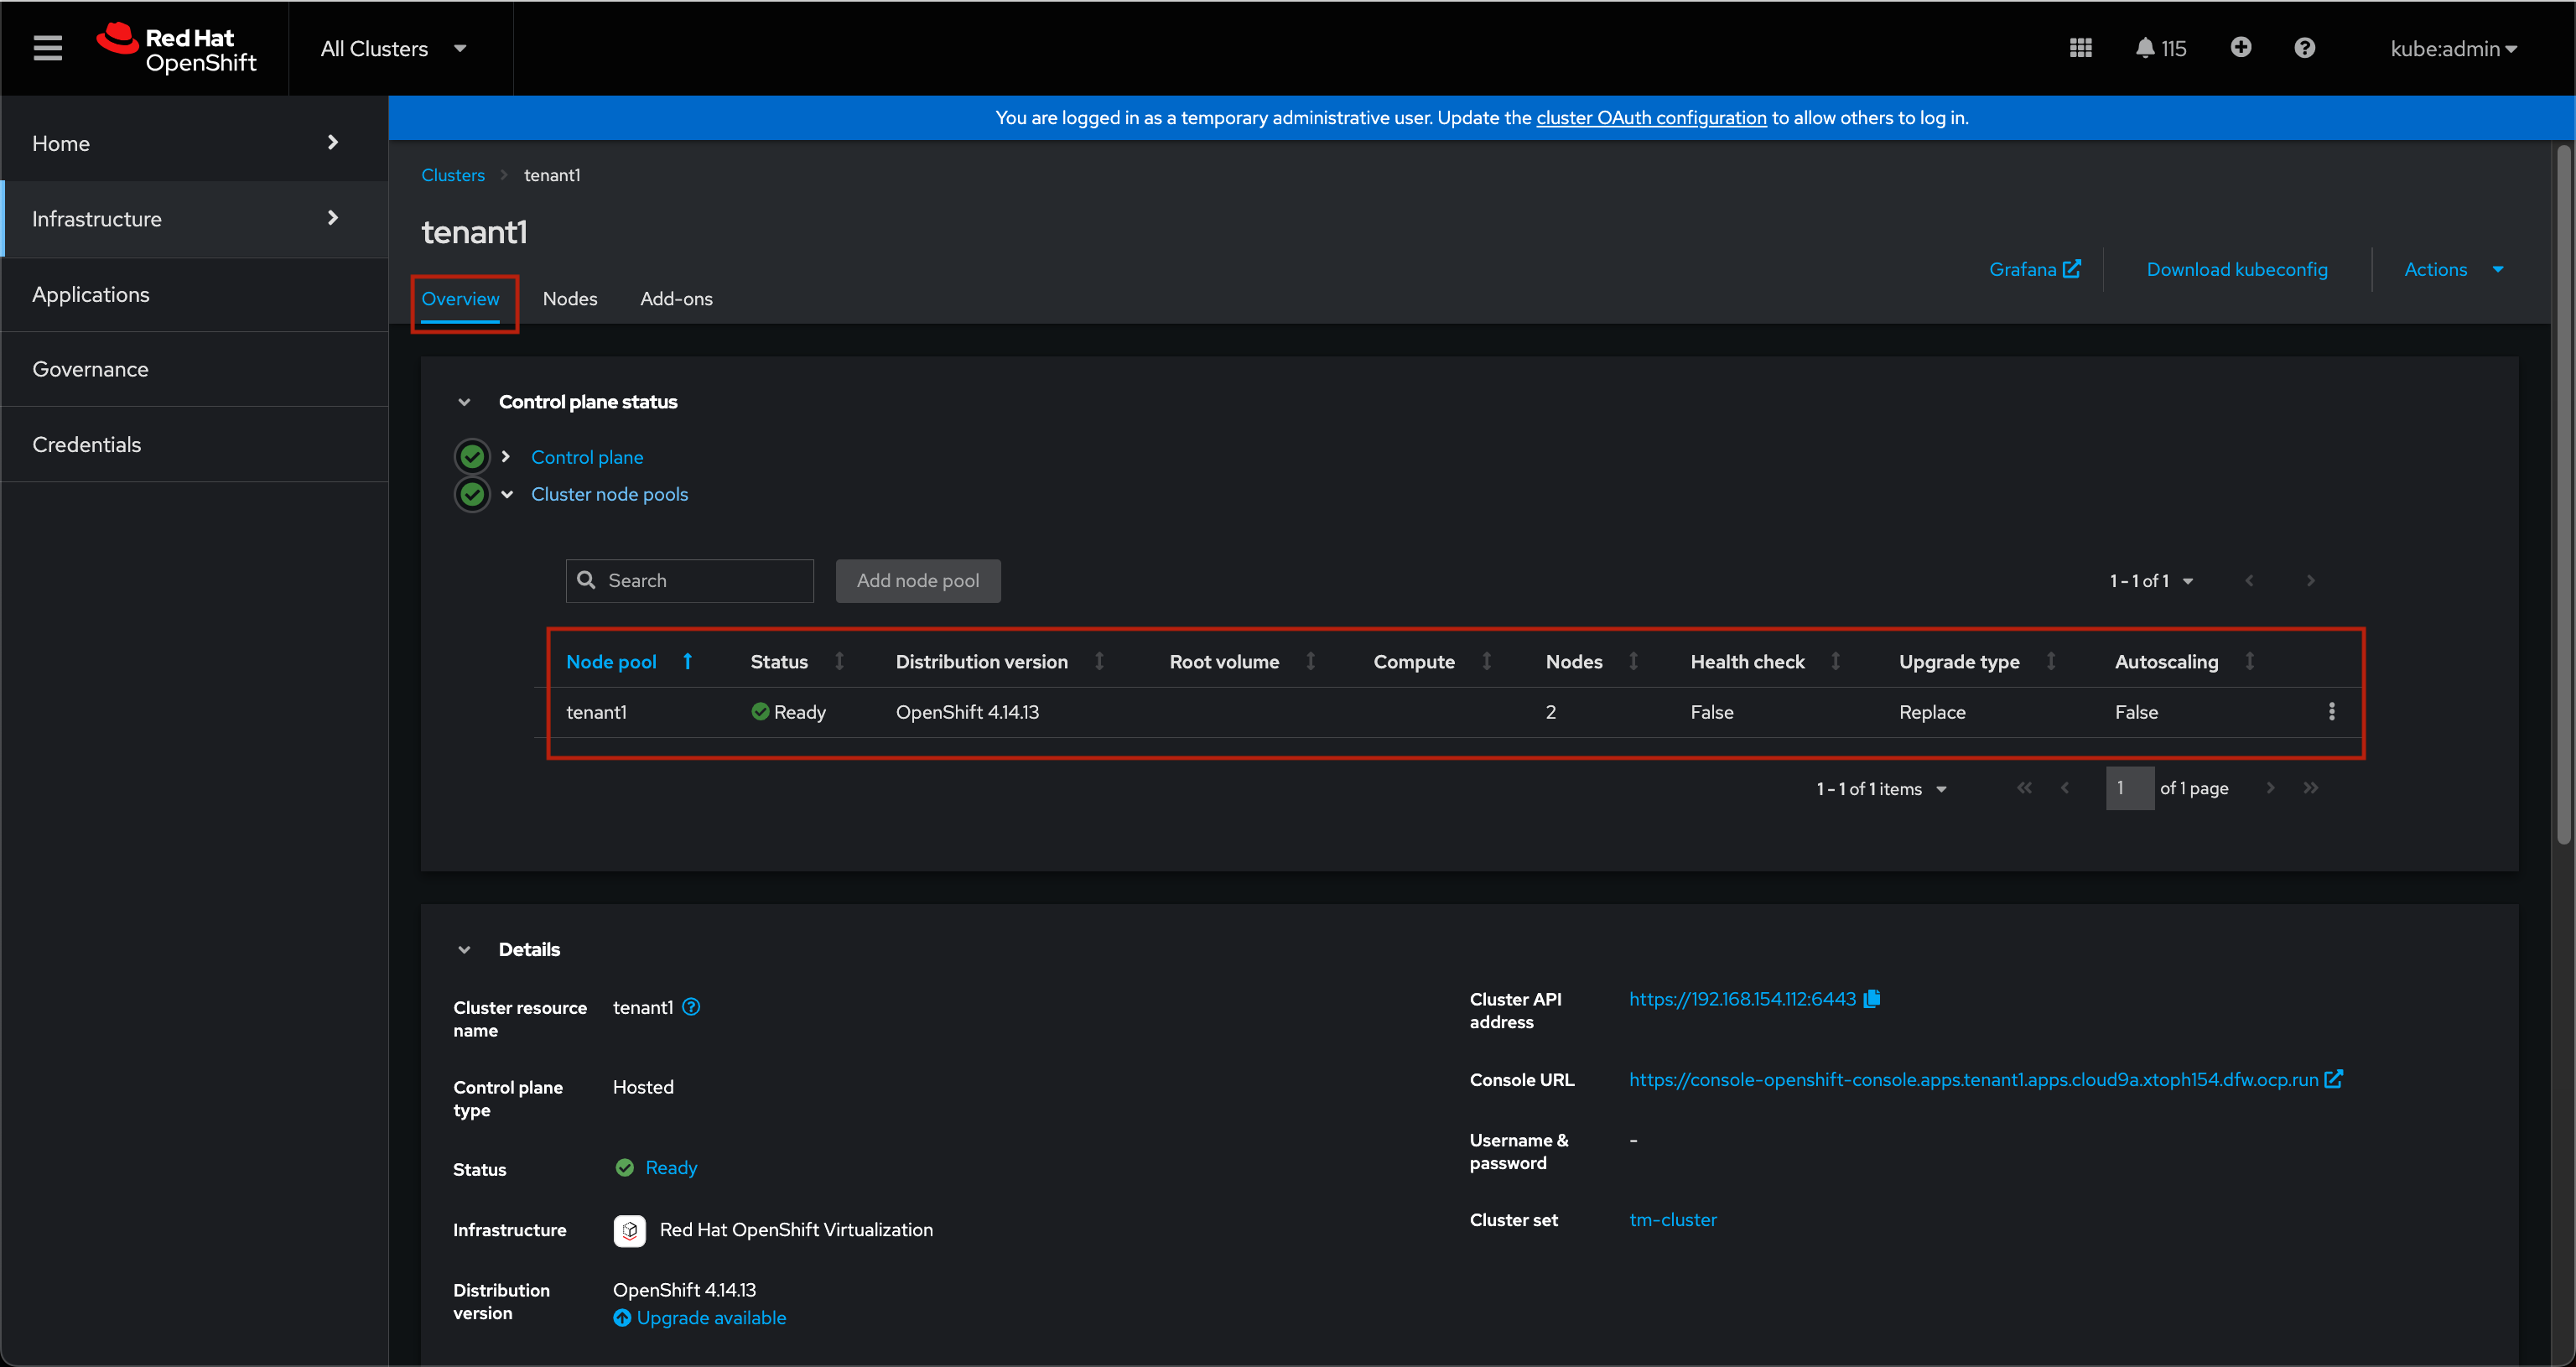 Red Hat
OpenShift
All Clusters
115
kube:admin
You are logged in as a temporary administrative user. Update the cluster OAuth configuration to allow others to log in.
Home
Infrastructure
Applications
Governance
Credentials
Clusters
tenant1
tenant1
Grafana
Download kubeconfig
Actions
Overview
Nodes
Add-ons
Control plane status
Control plane
Cluster node pools
Search
Add node pool
1 - 1 of 1
Node pool
Status
Distribution version
Root volume
Compute
Nodes
Health check
Upgrade type
Autoscaling
tenant1
Ready
OpenShift 4.14.13
2
False
Replace
False
1 - 1 of 1 items
1
of 1 page
Details
Cluster resource
name
tenant1
Control plane
type
Hosted
Status
Ready
Infrastructure
Red Hat OpenShift Virtualization
Distribution
version
OpenShift 4.14.13
Upgrade available
Cluster API
address
https://192.168.154.112:6443
Console URL
https://console-openshift-console.apps.tenant1.apps.cloud9a.xtoph154.dfw.ocp.run
Username &
password
-
Cluster set
tm-cluster